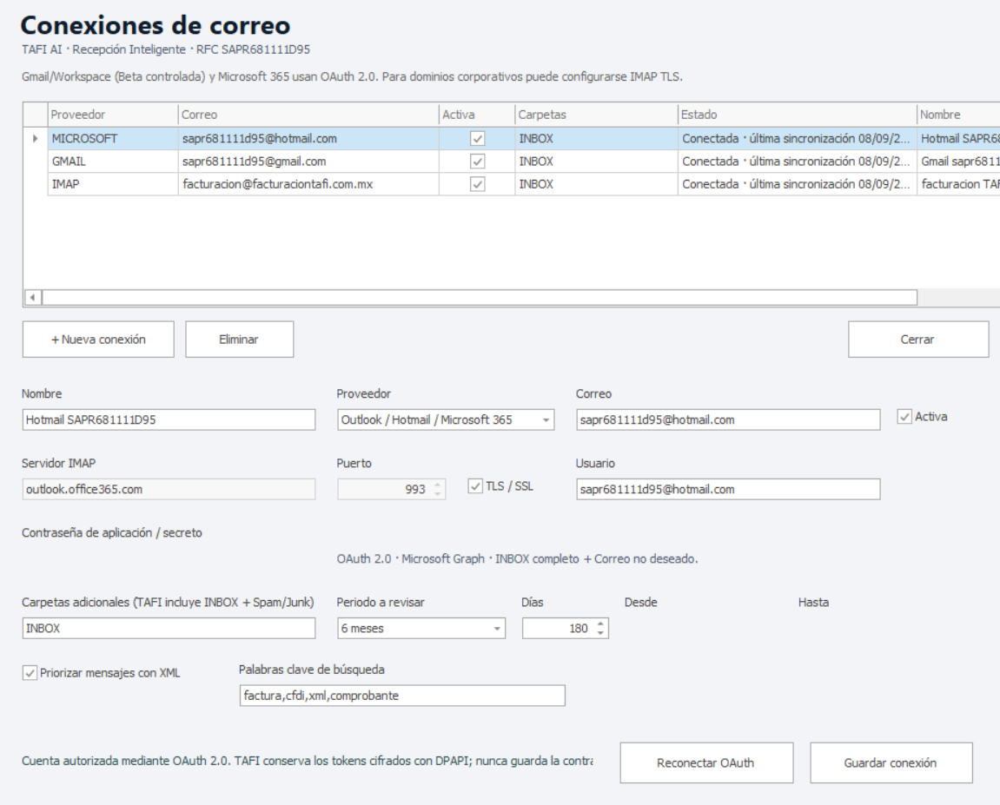 Conexiones de correo
TAFI AI · Recepción Inteligente · RFC SAPR681111D95
Gmail/Workspace (Beta controlada) y Microsoft 365 usan OAuth 2.0. Para dominios corporativos puede configurarse IMAP TLS.
Proveedor Correo Activa Carpetas Estado Nombre
MICROSOFT sapr681111d95@hotmail.com INBOX Conectada · última sincronización 08/09/2... Hotmail SAPR68
GMAIL sapr681111d95@gmail.com INBOX Conectada · última sincronización 08/09/2... Gmail sapr6811
IMAP facturacion@facturaciontafi.com.mx INBOX Conectada · última sincronización 08/09/2... facturacion TAF
+ Nueva conexión Eliminar Cerrar
Nombre Proveedor Correo
Hotmail SAPR681111D95 Outlook / Hotmail / Microsoft 365 sapr681111d95@hotmail.com Activa
Servidor IMAP Puerto Usuario
outlook.office365.com 993 TLS / SSL sapr681111d95@hotmail.com
Contraseña de aplicación / secreto
OAuth 2.0 · Microsoft Graph · INBOX completo + Correo no deseado.
Carpetas adicionales (TAFI incluye INBOX + Spam/Junk) Periodo a revisar Días Desde Hasta
INBOX 6 meses 180
Priorizar mensajes con XML Palabras clave de búsqueda
factura,cfdi,xml,comprobante
Cuenta autorizada mediante OAuth 2.0. TAFI conserva los tokens cifrados con DPAPI; nunca guarda la contra Reconectar OAuth Guardar conexión